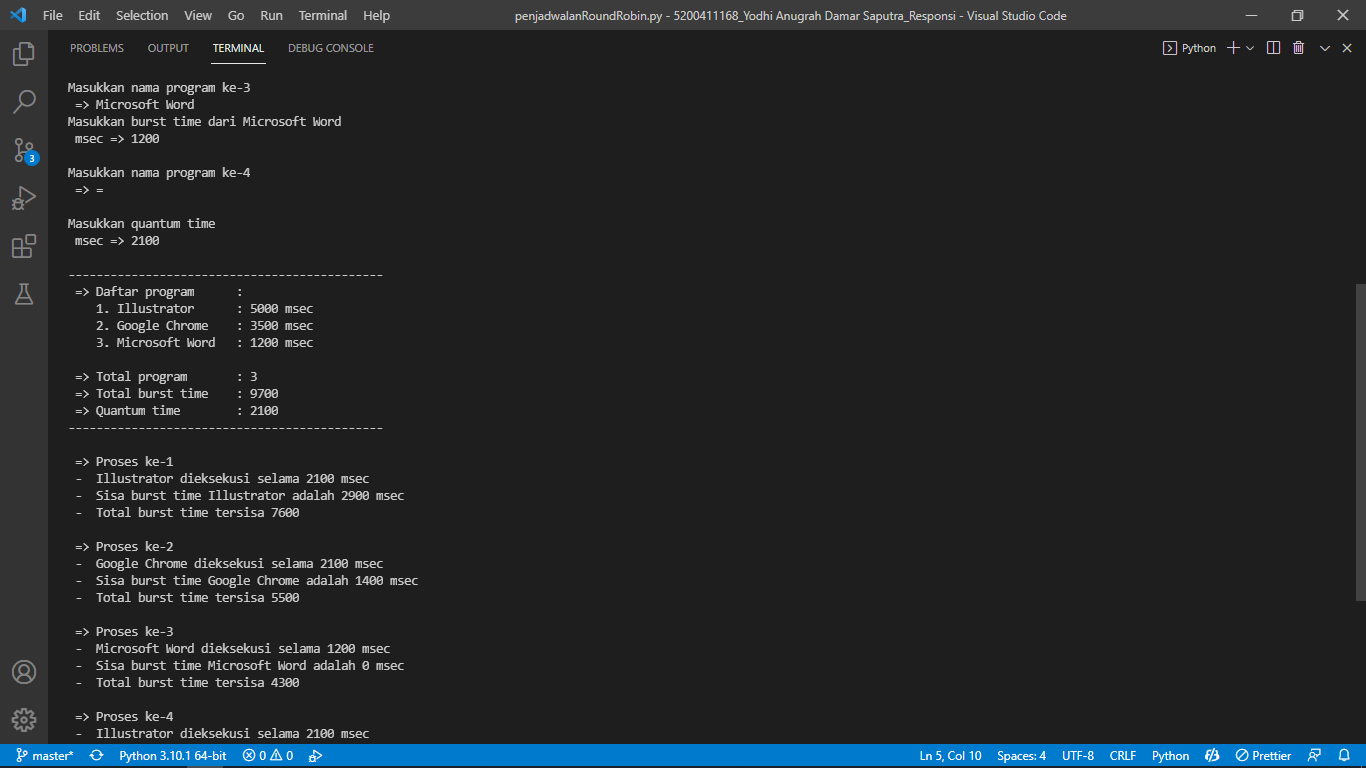 File Edit Selection View Go Run Terminal Help penjadwalanRoundRobin.py - 5200411168_Yodhi Anugrah Damar Saputra_Responsi - Visual Studio Code
PROBLEMS OUTPUT TERMINAL DEBUG CONSOLE Python
Masukkan nama program ke-3
=> Microsoft Word
Masukkan burst time dari Microsoft Word
msec => 1200
Masukkan nama program ke-4
=> =
Masukkan quantum time
msec => 2100
---------------------------------------------
=> Daftar program :
1. Illustrator : 5000 msec
2. Google Chrome : 3500 msec
3. Microsoft Word : 1200 msec
=> Total program : 3
=> Total burst time : 9700
=> Quantum time : 2100
---------------------------------------------
=> Proses ke-1
- Illustrator dieksekusi selama 2100 msec
- Sisa burst time Illustrator adalah 2900 msec
- Total burst time tersisa 7600
=> Proses ke-2
- Google Chrome dieksekusi selama 2100 msec
- Sisa burst time Google Chrome adalah 1400 msec
- Total burst time tersisa 5500
=> Proses ke-3
- Microsoft Word dieksekusi selama 1200 msec
- Sisa burst time Microsoft Word adalah 0 msec
- Total burst time tersisa 4300
=> Proses ke-4
- Illustrator dieksekusi selama 2100 msec
3
master* Python 3.10.1 64-bit 0 0 Ln 5, Col 10 Spaces: 4 UTF-8 CRLF Python Prettier